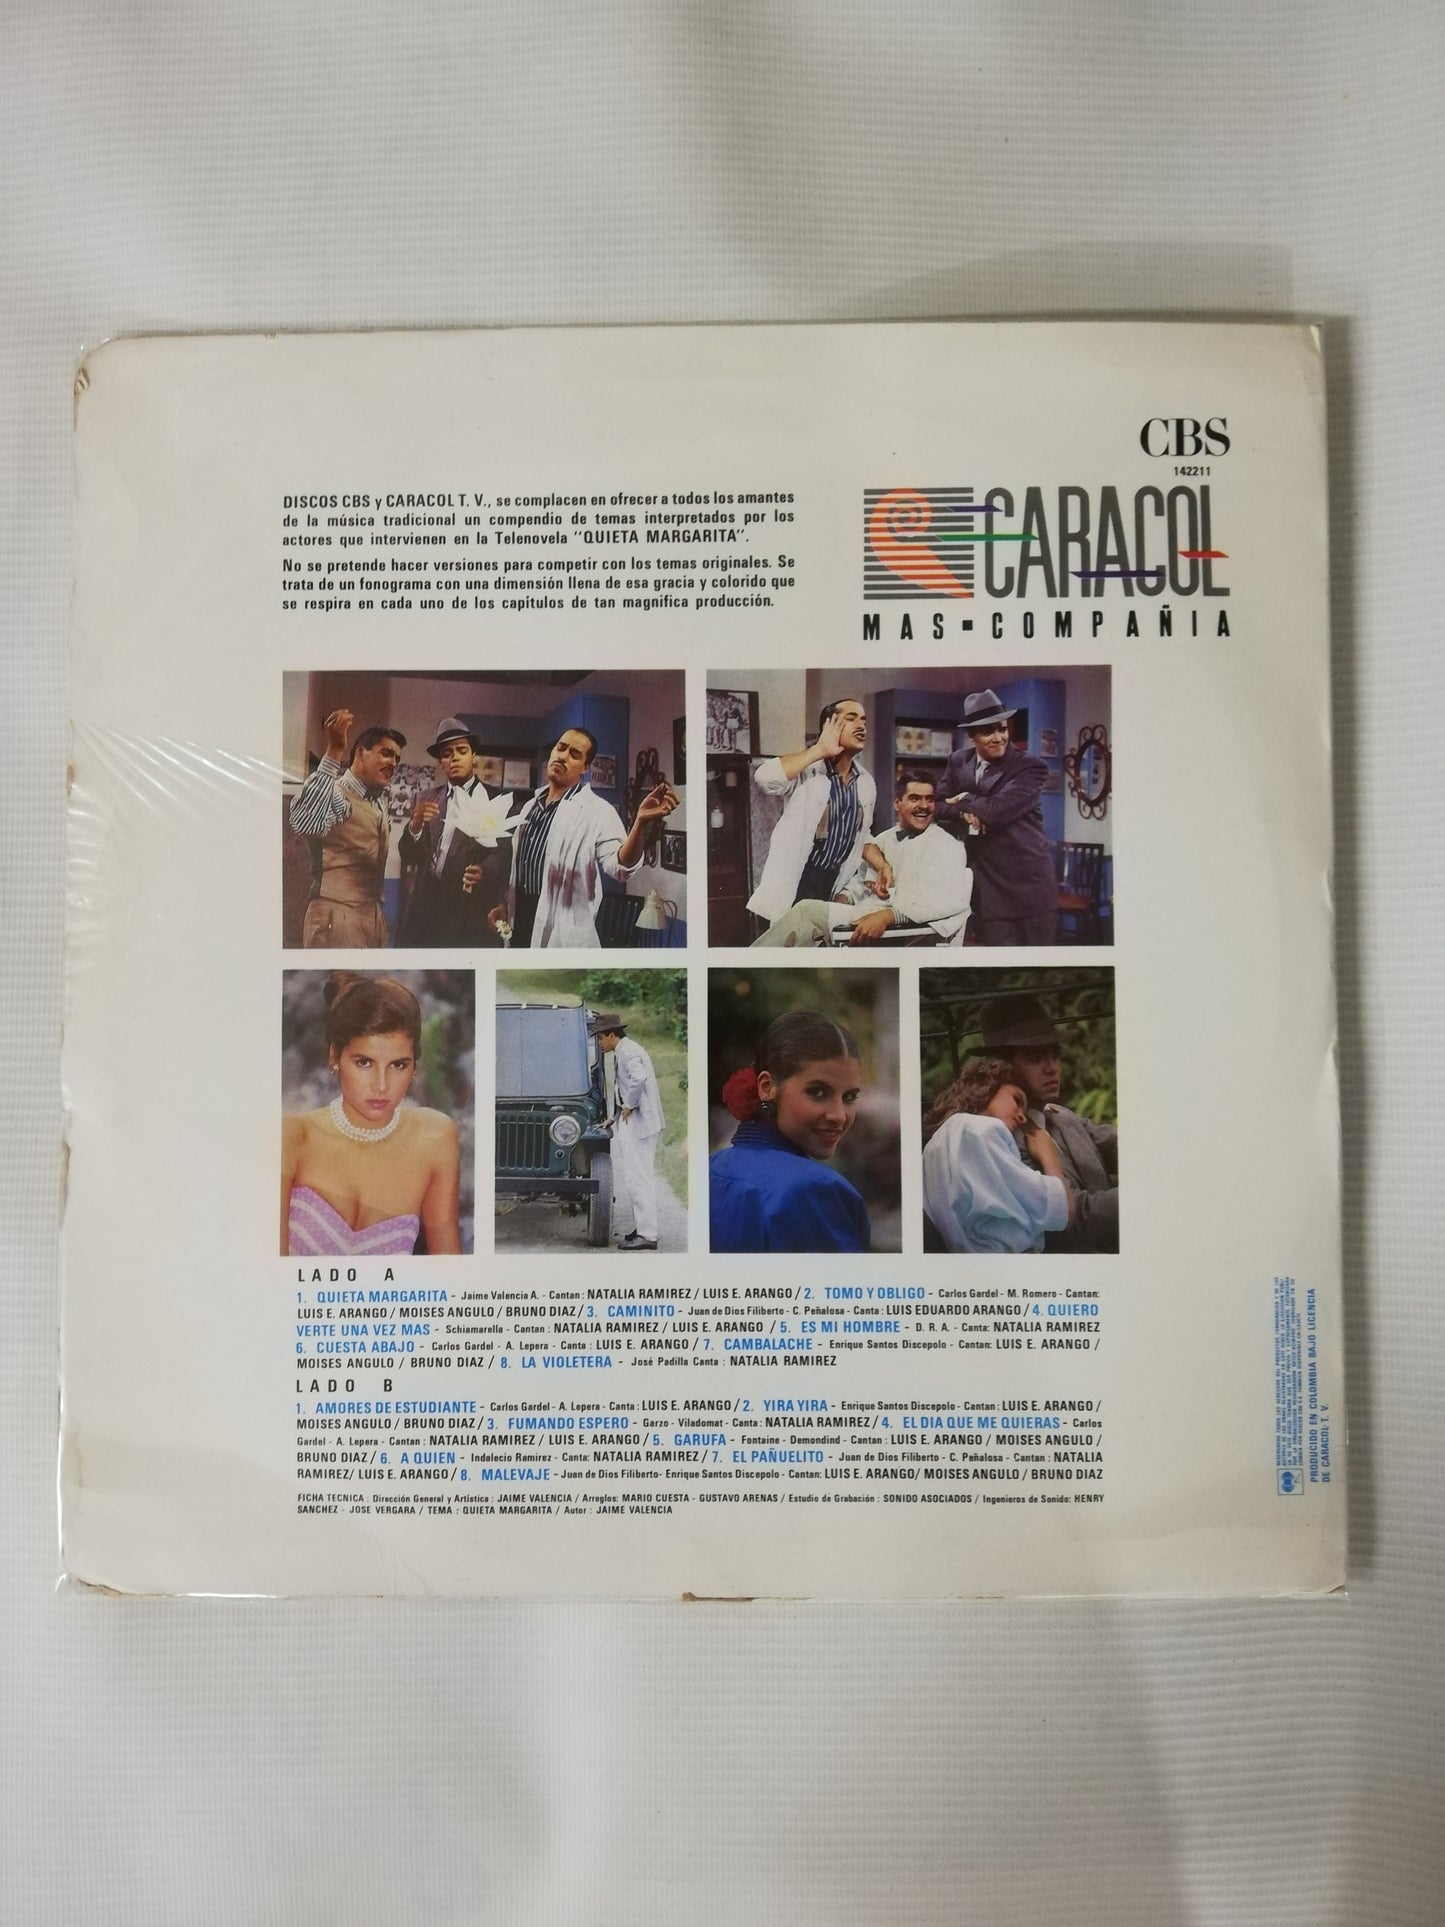 CBS
142211
DISCOS CBS y CARACOL T. V., se complacen en ofrecer a todos los amantes
de la música tradicional un compendio de temas interpretados por los
actores que intervienen en la Telenovela "QUIETA MARGARITA".
No se pretende hacer versiones para competir con los temas originales. Se
trata de un fonograma con una dimensión llena de esa gracia y colorido que
se respira en cada uno de los capítulos de tan magnifica producción.
CARACOL
MAS COMPAÑIA
LADO A
1. QUIETA MARGARITA - Jaime Valencia A. - Cantan : NATALIA RAMIREZ / LUIS E. ARANGO / 2. TOMO Y OBLIGO - Carlos Gardel - M. Romero - Cantan:
LUIS E. ARANGO / MOISES ANGULO / BRUNO DIAZ / 3. CAMINITO - Juan de Dios Filiberto - C. Peñalosa - Canta : LUIS EDUARDO ARANGO / 4. QUIERO
VERTE UNA VEZ MAS - Schiamarella - Cantan : NATALIA RAMIREZ / LUIS E. ARANGO / 5. ES MI HOMBRE - D. R. A. - Canta: NATALIA RAMIREZ
6. CUESTA ABAJO - Carlos Gardel - A. Lepera - Canta : LUIS E. ARANGO / 7. CAMBALACHE - Enrique Santos Discepolo - Cantan: LUIS E. ARANGO /
MOISES ANGULO / BRUNO DIAZ / 8. LA VIOLETERA - José Padilla Canta : NATALIA RAMIREZ
LADO B
1. AMORES DE ESTUDIANTE - Carlos Gardel - A. Lepera - Canta : LUIS E. ARANGO / 2. YIRA YIRA - Enrique Santos Discepolo - Cantan : LUIS E. ARANGO /
MOISES ANGULO / BRUNO DIAZ / 3. FUMANDO ESPERO - Garzo - Viladomat - Canta : NATALIA RAMIREZ / 4. EL DIA QUE ME QUIERAS - Carlos
Gardel - A. Lepera - Cantan : NATALIA RAMIREZ / LUIS E. ARANGO / 5. GARUFA - Fontaine - Demondind - Cantan : LUIS E. ARANGO / MOISES ANGULO /
BRUNO DIAZ / 6. A QUIEN - Indalecio Ramirez - Canta: NATALIA RAMIREZ / 7. EL PAÑUELITO - Juan de Dios Filiberto - C. Peñalosa - Cantan : NATALIA
RAMIREZ/ LUIS E. ARANGO / 8. MALEVAJE - Juan de Dios Filiberto- Enrique Santos Discepolo - Cantan: LUIS E. ARANGO/ MOISES ANGULO / BRUNO DIAZ
FICHA TECNICA : Dirección General y Artística : JAIME VALENCIA / Arreglos: MARIO CUESTA - GUSTAVO ARENAS / Estudio de Grabación : SONIDO ASOCIADOS / Ingenieros de Sonido: HENRY
SANCHEZ - JOSE VERGARA / TEMA : QUIETA MARGARITA / Autor : JAIME VALENCIA
PRODUCIDO EN COLOMBIA BAJO LICENCIA
DE CARACOL T. V.